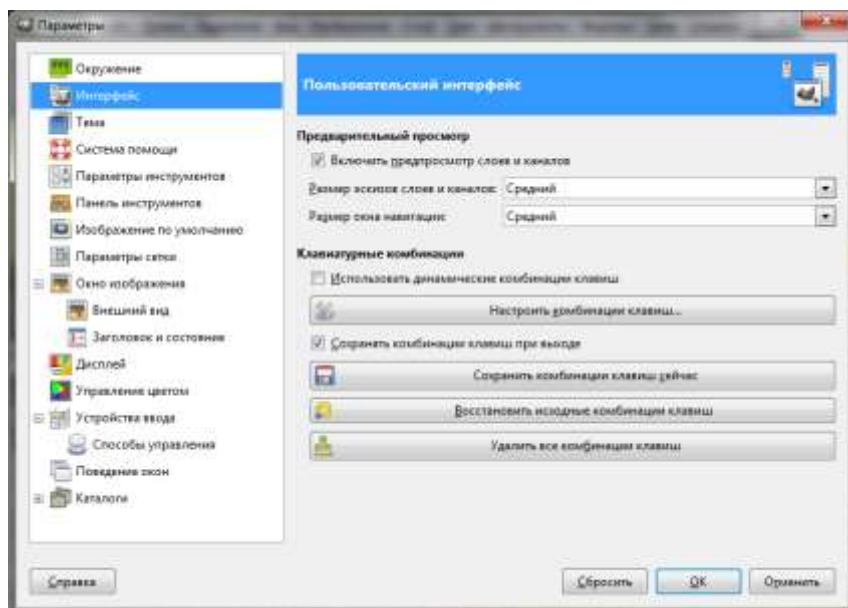 Параметры
Окружение
Интерфейс
Тема
Система помощи
Параметры инструментов
Панель инструментов
Изображение по умолчанию
Параметры сетки
Окно изображения
Внешний вид
Заголовок и состояние
Дисплей
Управление цветом
Устройства ввода
Способы управления
Поведение окон
Каталоги
Пользовательский интерфейс
Предварительный просмотр
Включить предпросмотр слоев и каналов
Размер эскизов слоев и каналов: Средний
Размер окна навигации: Средний
Клавиатурные комбинации
Использовать динамические комбинации клавиш
Настроить комбинации клавиш...
Сохранять комбинации клавиш при выходе
Сохранить комбинации клавиш сейчас
Восстановить исходные комбинации клавиш
Удалить все комбинации клавиш
Справка
Сбросить
OK
Отменить